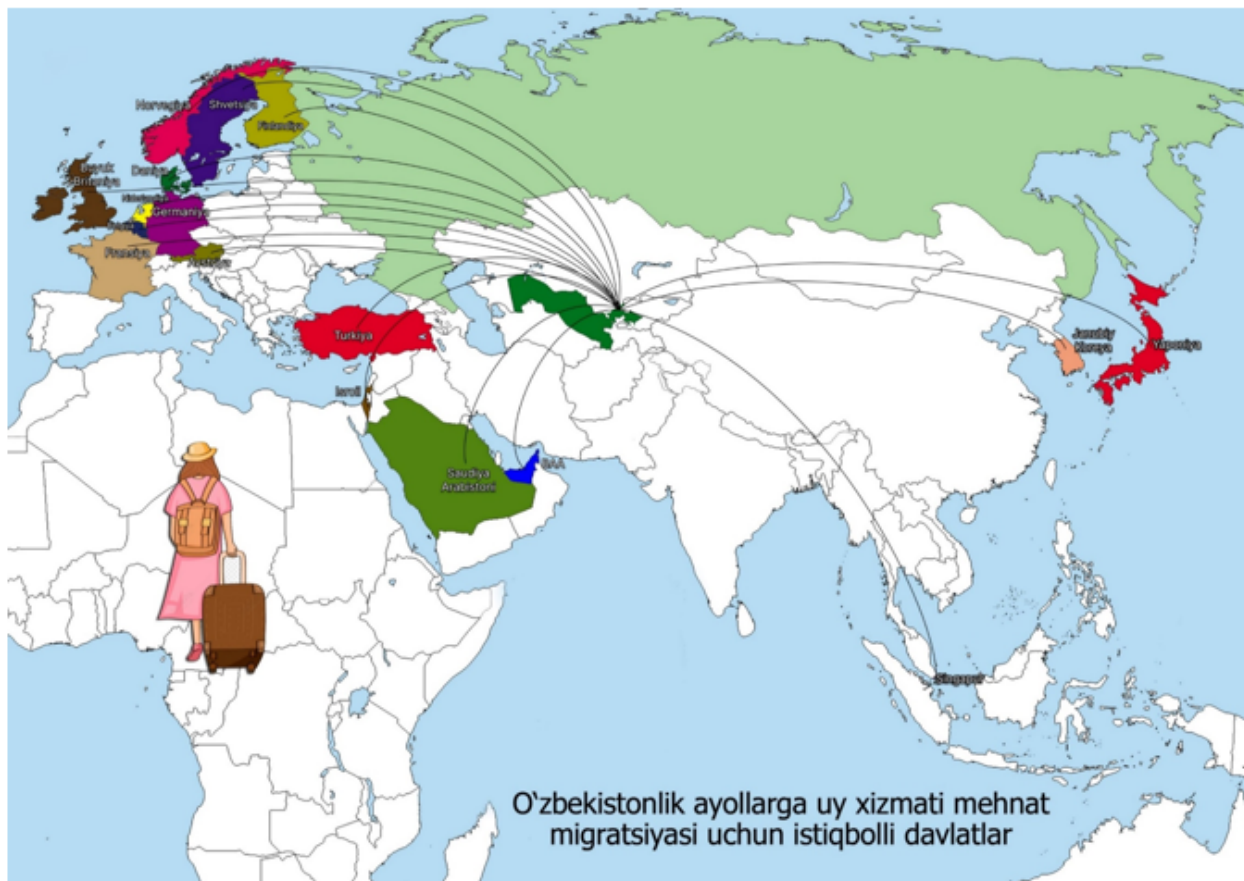 Norvegiya
Shvetsiya
Finlandiya
Daniya
Buyuk
Britaniya
Niderlandiya
Germaniya
Fransiya
Avstriya
Turkiya
Isroil
Saudiya
Arabistoni
BAA
Janubiy
Koreya
Yaponiya
Singapur
O‘zbekistonlik ayollarga uy xizmati mehnat
migratsiyasi uchun istiqbolli davlatlar